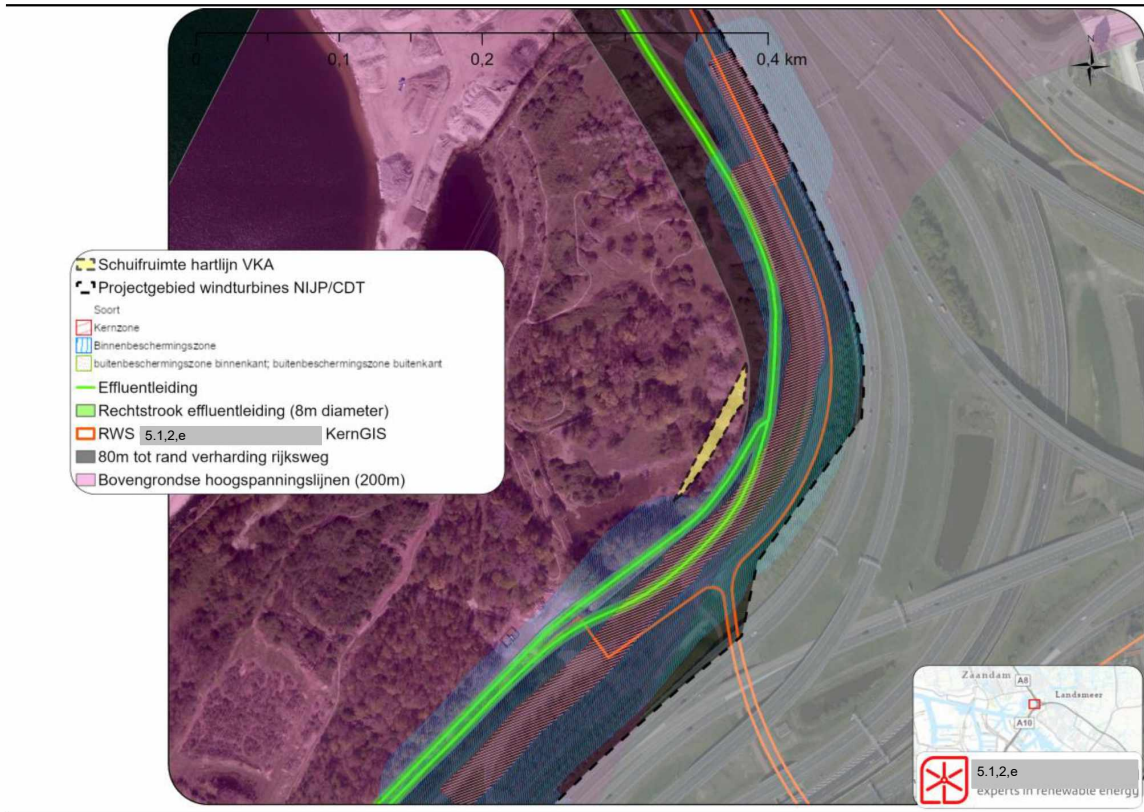 0
0,1
0,2
0,4 km
N
Schuifruimte hartlijn VKA
Projectgebied windturbines NIJP/CDT
Soort
Kernzone
Binnenbeschermingszone
buitenbeschermingszone binnenkant; buitenbeschermingszone buitenkant
Effluentleiding
Rechtstrook effluentleiding (8m diameter)
RWS 5.1,2,e KernGIS
80m tot rand verharding rijksweg
Bovengrondse hoogspanningslijnen (200m)
Zaandam
A8
Landsmeer
A10
5.1,2,e
experts in renewable energy